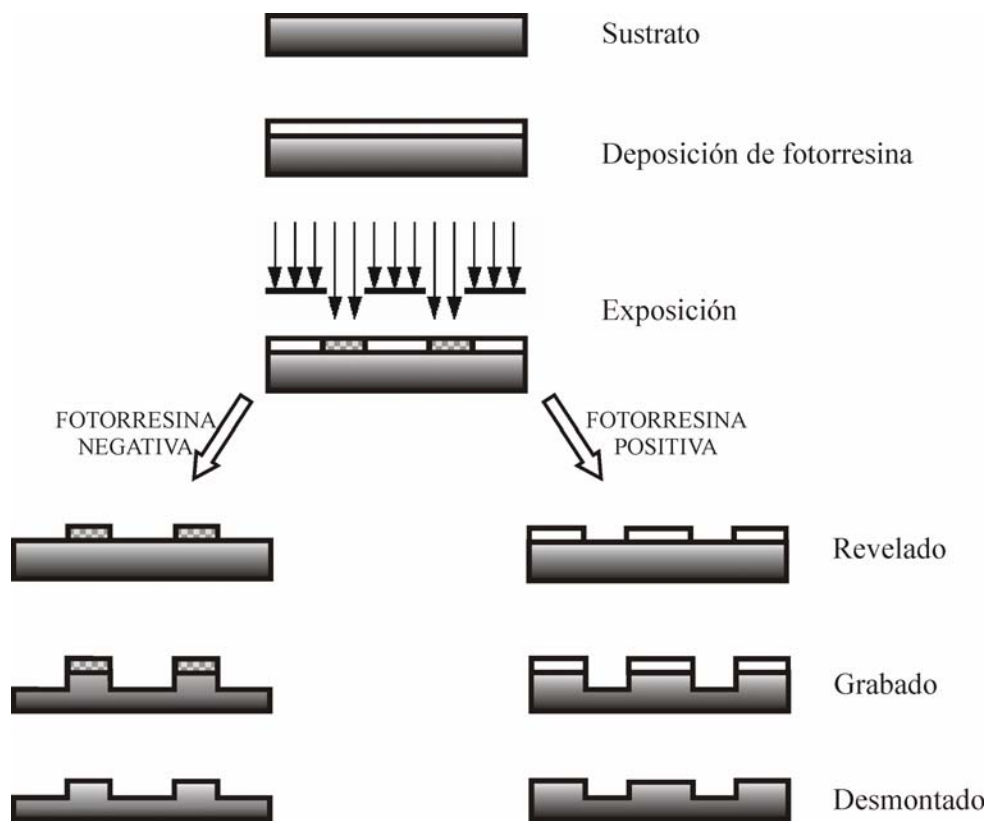 Sustrato
Deposición de fotorresina
Exposición
FOTORRESINA
NEGATIVA
FOTORRESINA
POSITIVA
Revelado
Grabado
Desmontado